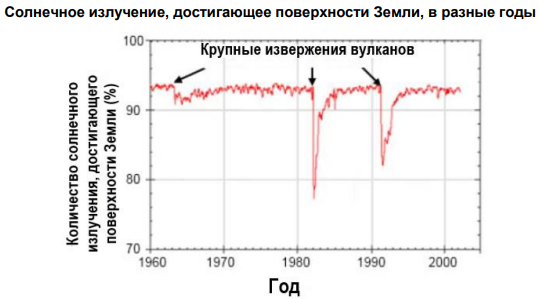 Солнечное излучение, достигающее поверхности Земли, в разные годы
100
Крупные извержения вулканов
90
80
70
Количество солнечного
излучения, достигающего
поверхности Земли (%)
1960 1970 1980 1990 2000
Год